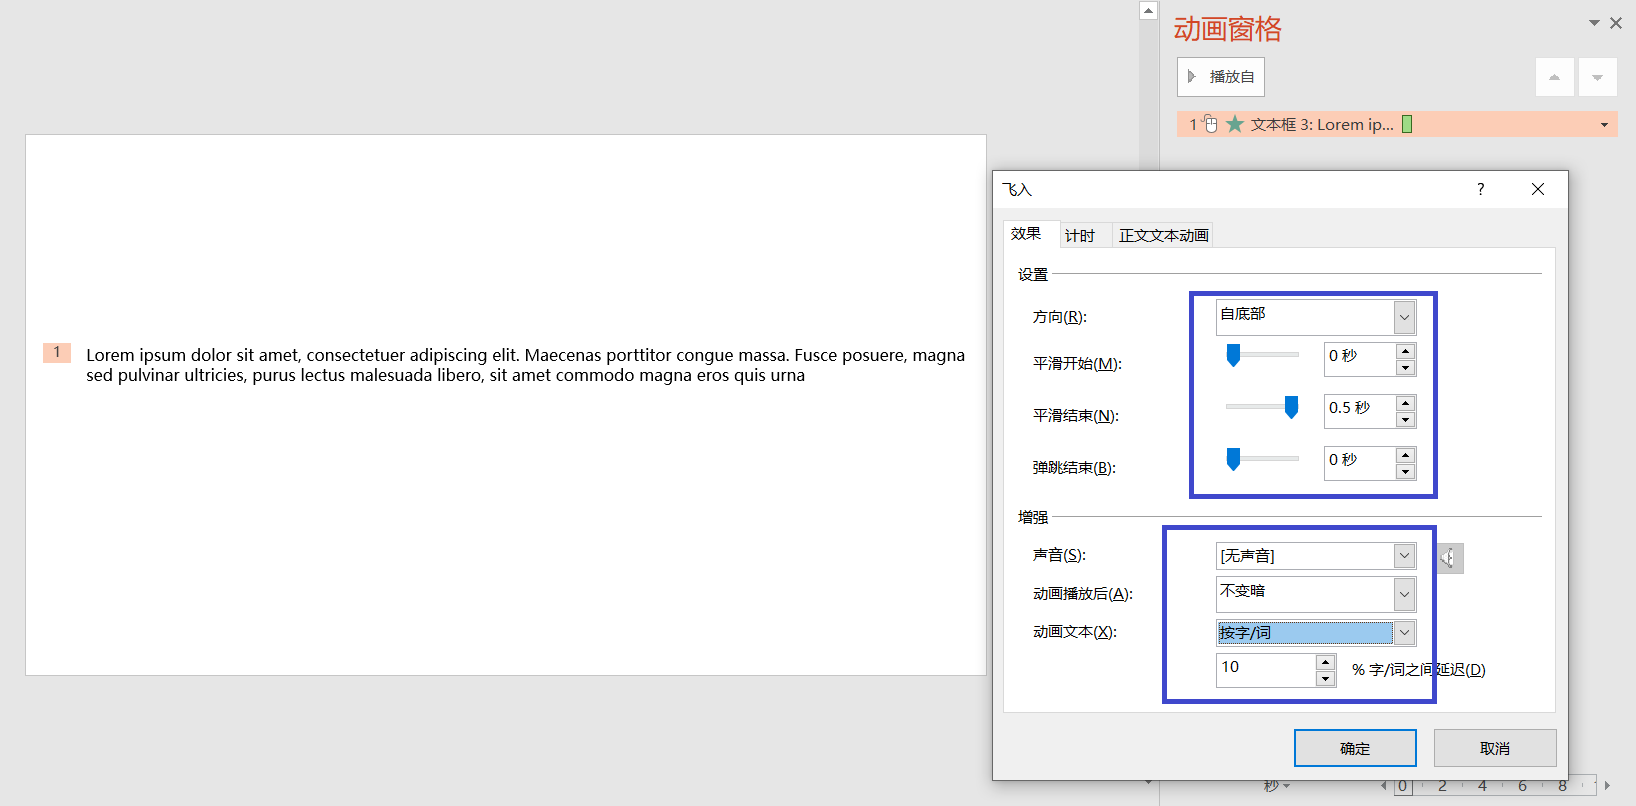 动画窗格
播放自
1 文本框 3: Lorem ip...
1
Lorem ipsum dolor sit amet, consectetuer adipiscing elit. Maecenas porttitor congue massa. Fusce posuere, magna
sed pulvinar ultricies, purus lectus malesuada libero, sit amet commodo magna eros quis urna
飞入 ?
效果 计时 正文文本动画
设置
方向(R): 自底部
平滑开始(M): 0 秒
平滑结束(N): 0.5 秒
弹跳结束(B): 0 秒
增强
声音(S): [无声音]
动画播放后(A): 不变暗
动画文本(X): 按字/词
10 % 字/词之间延迟(D)
确定 取消
秒 0 2 4 6 8